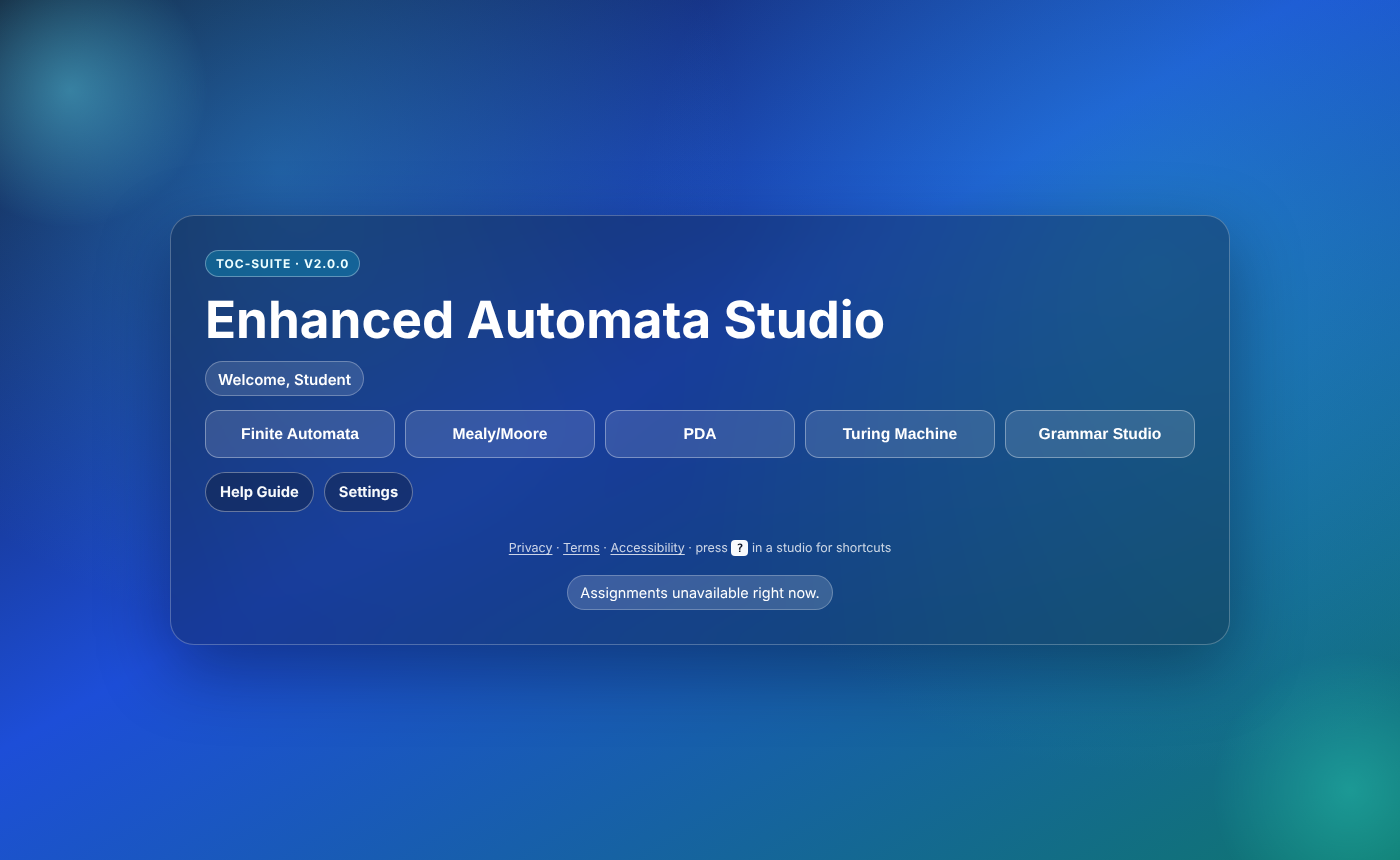 TOC-SUITE · V2.0.0
Enhanced Automata Studio
Welcome, Student
Finite Automata Mealy/Moore PDA Turing Machine Grammar Studio
Help Guide Settings
Privacy · Terms · Accessibility · press ? in a studio for shortcuts
Assignments unavailable right now.